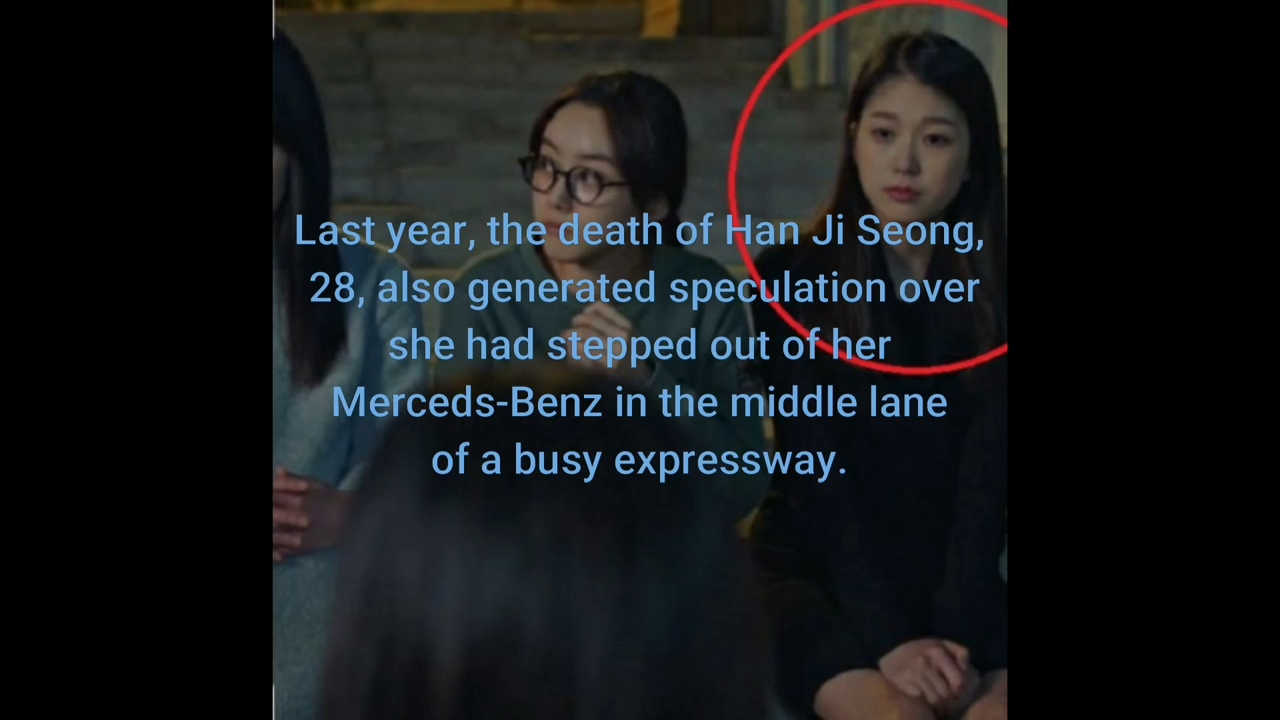 Last year, the death of Han Ji Seong,
28, also generated speculation over
she had stepped out of her
Merceds-Benz in the middle lane
of a busy expressway.